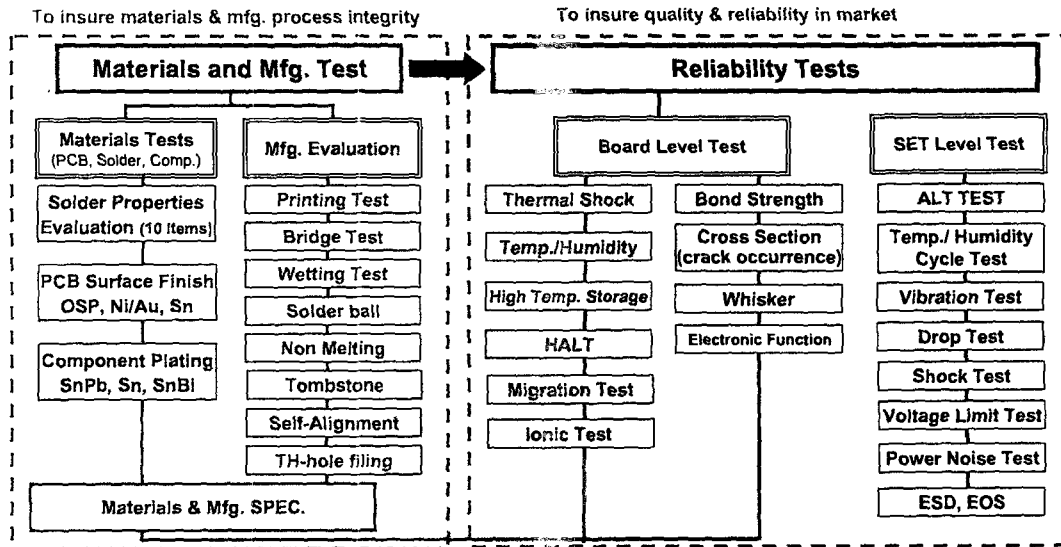 To insure materials & mfg. process integrity
To insure quality & reliability in market
Materials and Mfg. Test
Reliability Tests
Materials Tests
(PCB, Solder, Comp.)
Mfg. Evaluation
Board Level Test
SET Level Test
Solder Properties
Evaluation (10 Items)
PCB Surface Finish
OSP, Ni/Au, Sn
Component Plating
SnPb, Sn, SnBi
Printing Test
Bridge Test
Wetting Test
Solder ball
Non Melting
Tombstone
Self-Alignment
TH-hole filing
Materials & Mfg. SPEC.
Thermal Shock
Temp./Humidity
High Temp. Storage
HALT
Migration Test
Ionic Test
Bond Strength
Cross Section
(crack occurrence)
Whisker
Electronic Function
ALT TEST
Temp./ Humidity
Cycle Test
Vibration Test
Drop Test
Shock Test
Voltage Limit Test
Power Noise Test
ESD, EOS